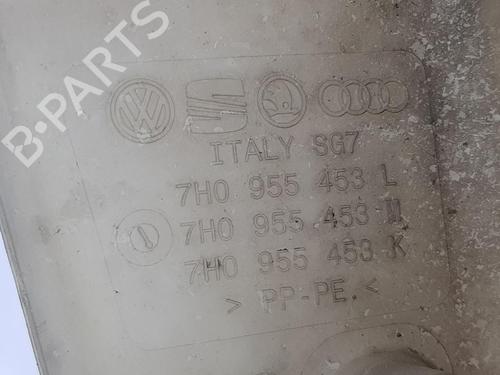 B-PARTS
ITALY SG7
7H0 955 453 L
7H0 955 453 M
7H0 955 453 K
> PP-PE. <